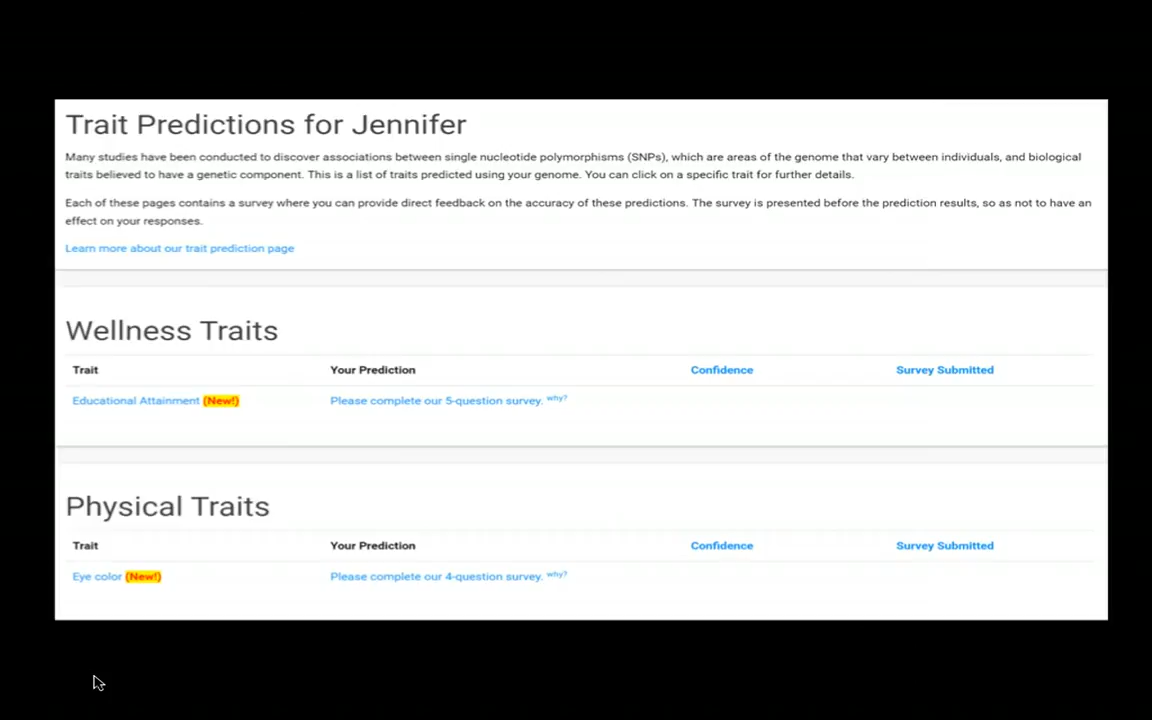 Trait Predictions for Jennifer
Many studies have been conducted to discover associations between single nucleotide polymorphisms (SNPs), which are areas of the genome that vary between individuals, and biological
traits believed to have a genetic component. This is a list of traits predicted using your genome. You can click on a specific trait for further details.
Each of these pages contains a survey where you can provide direct feedback on the accuracy of these predictions. The survey is presented before the prediction results, so as not to have an
effect on your responses.
Learn more about our trait prediction page
Wellness Traits
Trait Your Prediction Confidence Survey Submitted
Educational Attainment (New!) Please complete our 5-question survey. why?
Physical Traits
Trait Your Prediction Confidence Survey Submitted
Eye color (New!) Please complete our 4-question survey. why?